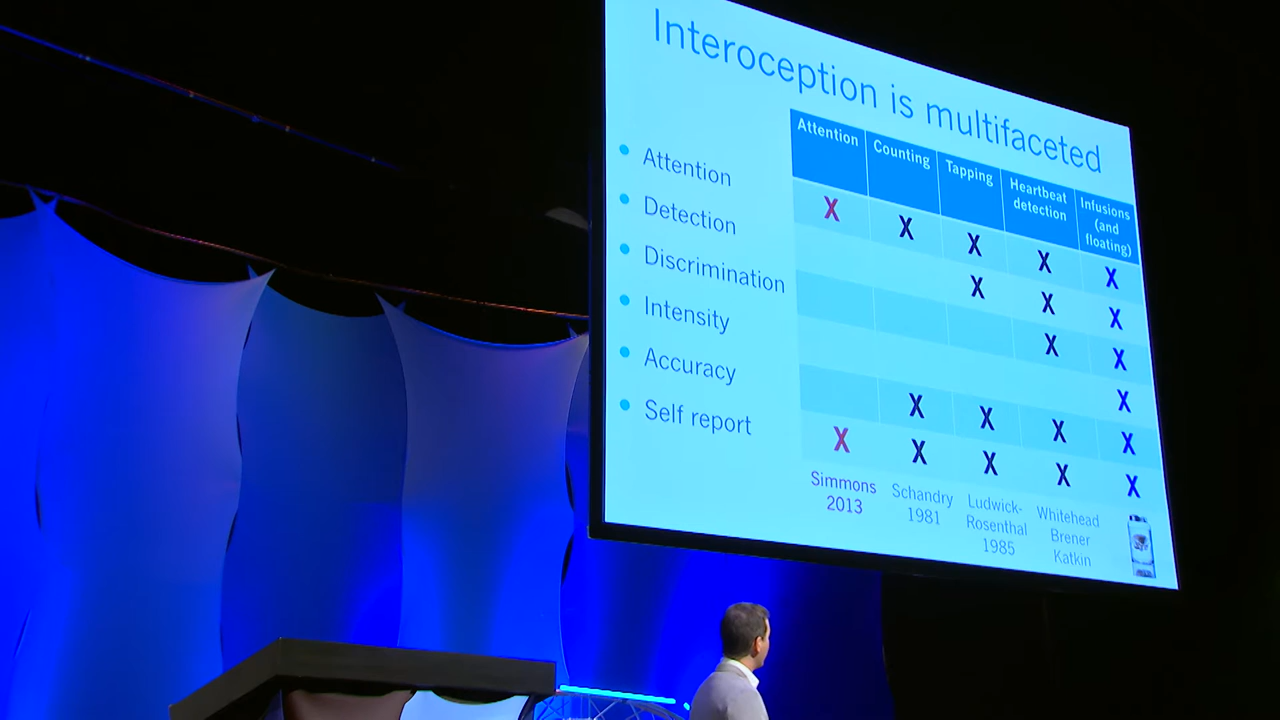 Interoception is multifaceted
• Attention
• Detection
• Discrimination
• Intensity
• Accuracy
• Self report
Attention
Counting
Tapping
Heartbeat
detection
Infusions
(and
floating)
X X X X X
X X X
X X
X
X X X X
X X X X X
Simmons
2013
Schandry
1981
Ludwick-
Rosenthal
1985
Whitehead
Brener
Katkin